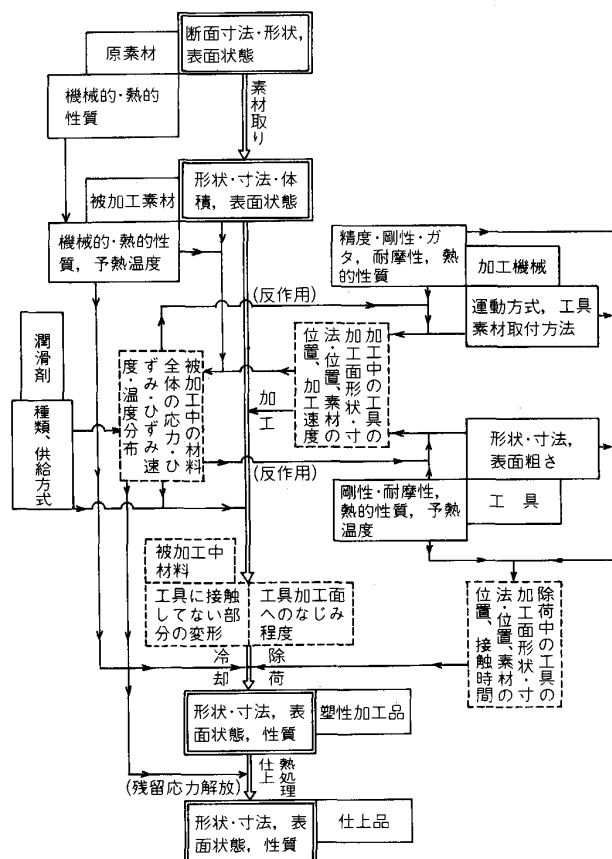 断面寸法・形状,
表面状態
原素材
機械的・熱的
性質
素材取り
形状・寸法・体
積, 表面状態
被加工素材
機械的・熱的性
質, 予熱温度
精度・剛性・ガ
タ, 耐摩性, 熱
的性質
加工機械
運動方式, 工具
素材取付方法
(反作用)
潤滑剤
種類、供給方式
被加工中の材料
全体の応力・ひ
ずみ・ひずみ速
度・温度分布
加工
加工中の工具の
加工面形状・寸
法・位置、素材の
位置、加工速度
(反作用)
形状・寸法,
表面粗さ
剛性・耐摩性,
熱的性質, 予熱
温度
工具
被加工中
材料
工具に接触
してない部
分の変形
工具加工面
へのなじみ
程度
除荷中の工具の
加工面形状・寸
法・位置、素材の
位置、接触時間
冷却
除荷
形状・寸法, 表
面状態, 性質
塑性加工品
仕上
熱処理
(残留応力解放)
形状・寸法, 表
面状態, 性質
仕上品